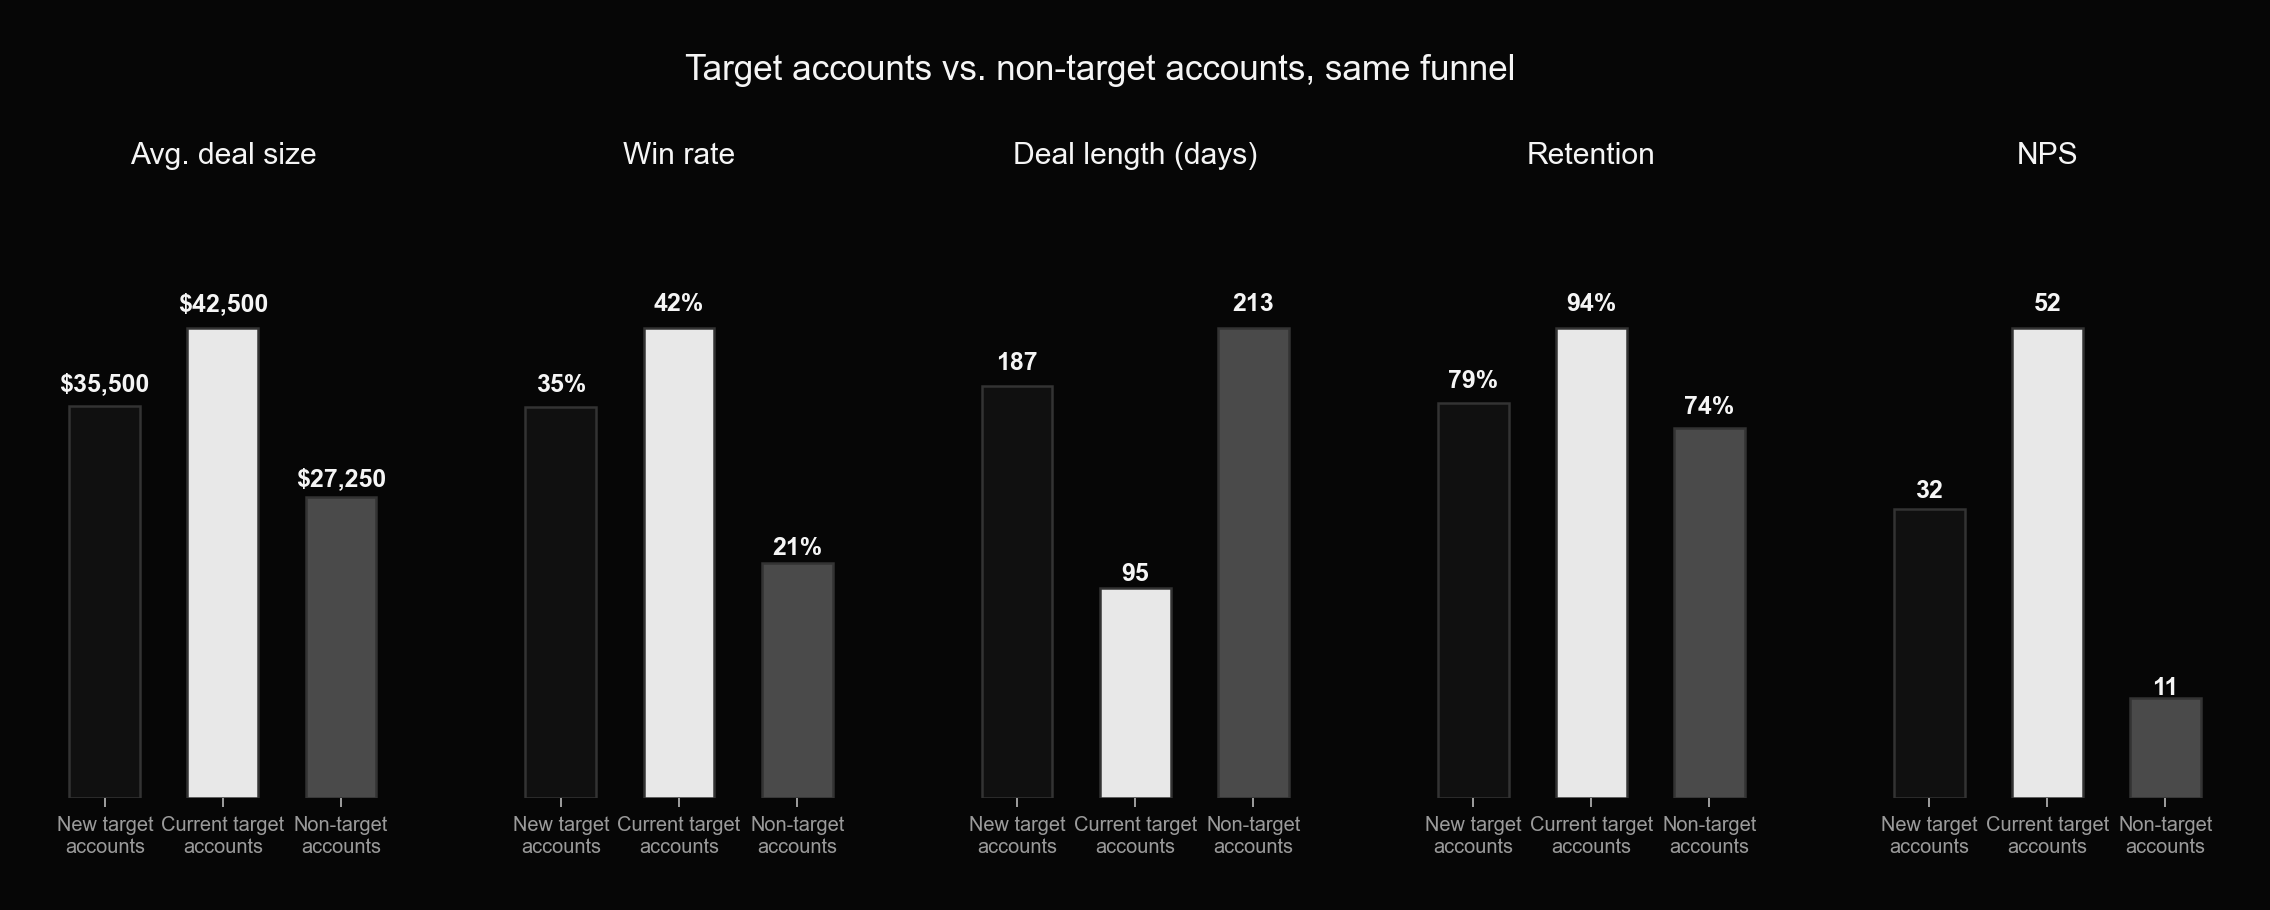 Target accounts vs. non-target accounts, same funnel
Avg. deal size
$35,500
$42,500
$27,250
New target
accounts
Current target
accounts
Non-target
accounts
Win rate
35%
42%
21%
New target
accounts
Current target
accounts
Non-target
accounts
Deal length (days)
187
95
213
New target
accounts
Current target
accounts
Non-target
accounts
Retention
79%
94%
74%
New target
accounts
Current target
accounts
Non-target
accounts
NPS
32
52
11
New target
accounts
Current target
accounts
Non-target
accounts